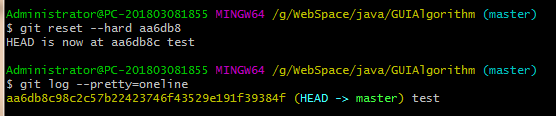 Administrator@PC-201803081855 MINGW64 /g/WebSpace/java/GUIAlgorithm (master)
$ git reset --hard aa6db8
HEAD is now at aa6db8c test
Administrator@PC-201803081855 MINGW64 /g/WebSpace/java/GUIAlgorithm (master)
$ git log --pretty=oneline
aa6db8c98c2c57b22423746f43529e191f39384f (HEAD -> master) test